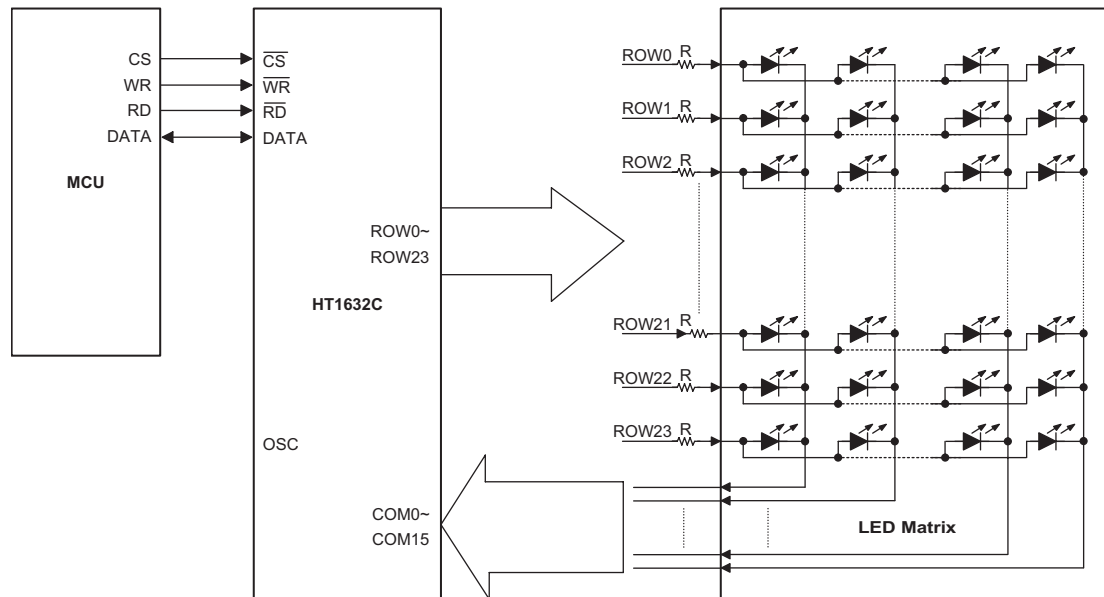 CS
WR
RD
DATA
MCU
CS
WR
RD
DATA
ROW0~
ROW23
HT1632C
OSC
COM0~
COM15
ROW0 R
ROW1 R
ROW2 R
ROW21 R
ROW22 R
ROW23 R
LED Matrix